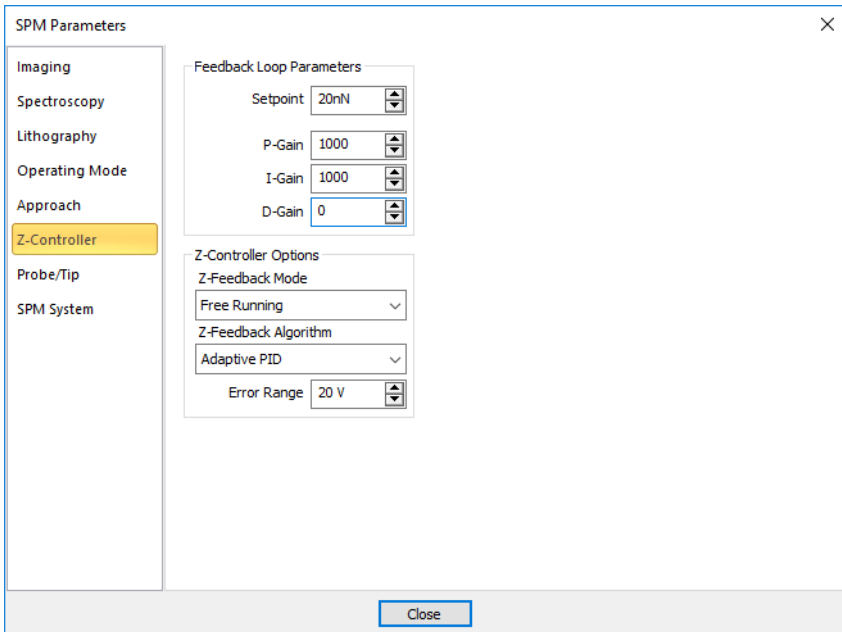 SPM Parameters
Imaging
Spectroscopy
Lithography
Operating Mode
Approach
Z-Controller
Probe/Tip
SPM System
Feedback Loop Parameters
Setpoint 20nN
P-Gain 1000
I-Gain 1000
D-Gain 0
Z-Controller Options
Z-Feedback Mode
Free Running
Z-Feedback Algorithm
Adaptive PID
Error Range 20 V
Close